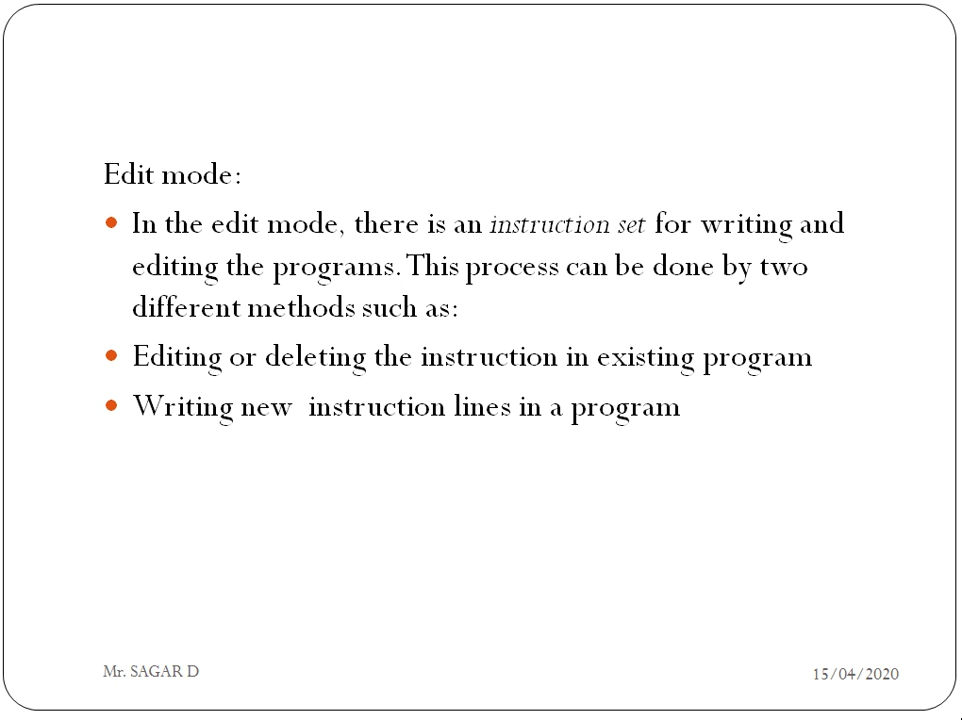 Edit mode:
• In the edit mode, there is an instruction set for writing and
editing the programs. This process can be done by two
different methods such as:
• Editing or deleting the instruction in existing program
• Writing new  instruction lines in a program
Mr. SAGAR D
15/04/2020